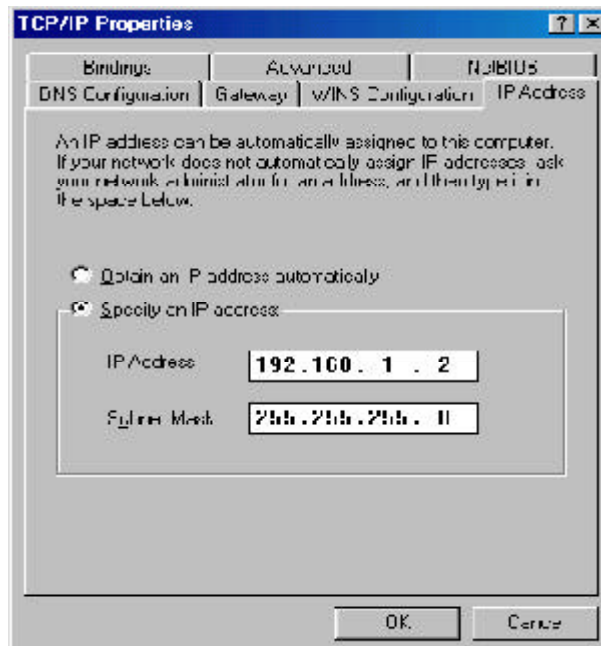 TCP/IP Properties
Bindings Advanced NetBIOS
DNS Configuration Gateway WINS Configuration IP Address
An IP address can be automatically assigned to this computer.
If your network does not automatically assign IP addresses, ask
your network administrator for an address, and then type it in
the space below.
Obtain an IP address automatically
Specify an IP address:
IP Address: 192.160. 1 . 2
Subnet Mask: 255.255.255. 0
OK Cancel